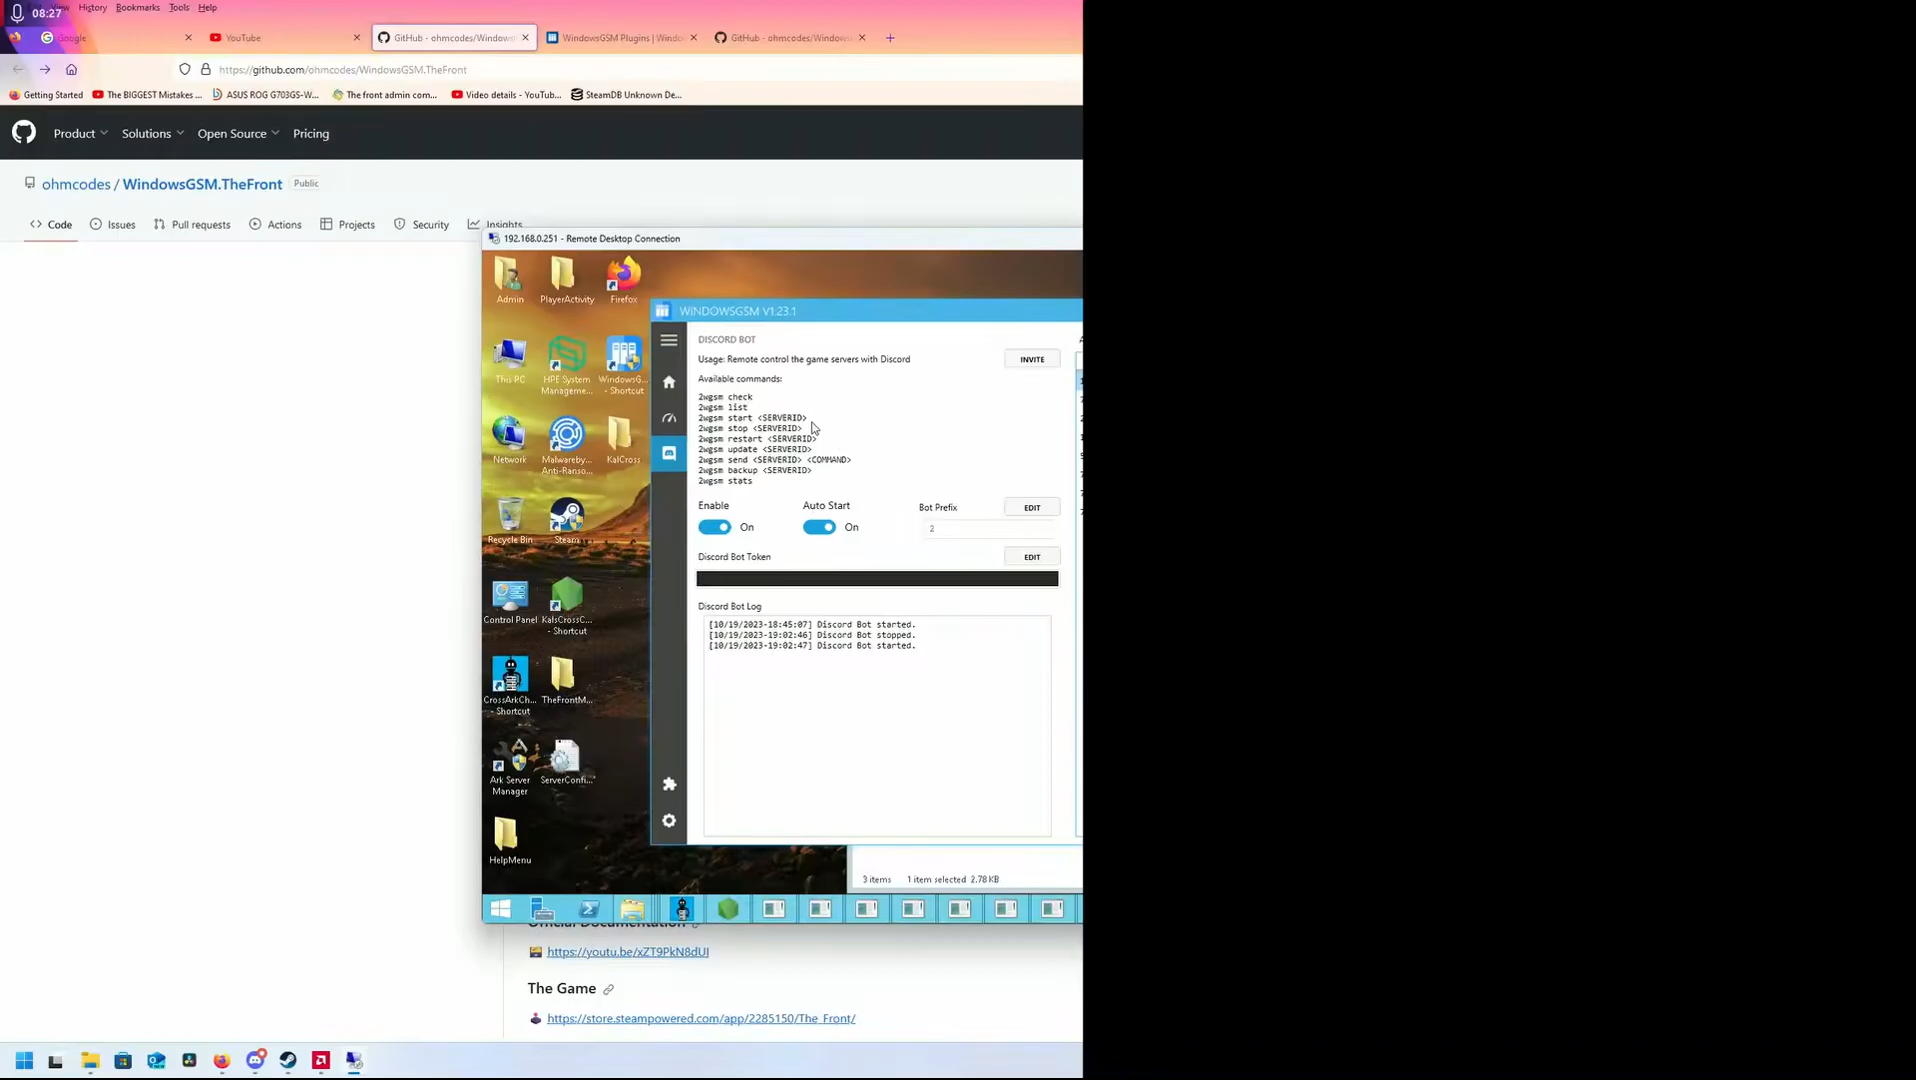 08:27
View History Bookmarks Tools Help
Google
YouTube
GitHub - ohmcodes/Windows
WindowsGSM Plugins | Windo
GitHub - ohmcodes/Windows
https://github.com/ohmcodes/WindowsGSM.TheFront
Getting Started
The BIGGEST Mistakes ...
ASUS ROG G703GS-W...
The front admin com...
Video details - YouTub...
SteamDB Unknown De...
Product
Solutions
Open Source
Pricing
ohmcodes / WindowsGSM.TheFront Public
Code
Issues
Pull requests
Actions
Projects
Security
Insights
192.168.0.251 - Remote Desktop Connection
Admin
PlayerActivity
Firefox
This PC
HPE System Manageme...
WindowsG... - Shortcut
Network
Malwareby... Anti-Ranso...
KalCross
Recycle Bin
Steam
Control Panel
KalsCrossC... - Shortcut
CrossArkCh... - Shortcut
TheFrontM...
Ark Server Manager
ServerConfi...
HelpMenu
WINDOWSGSM V1.23.1
DISCORD BOT
Usage: Remote control the game servers with Discord
INVITE
Available commands:
2wgsm check
2wgsm list
2wgsm start <SERVERID>
2wgsm stop <SERVERID>
2wgsm restart <SERVERID>
2wgsm update <SERVERID>
2wgsm send <SERVERID> <COMMAND>
2wgsm backup <SERVERID>
2wgsm stats
Enable
Auto Start
Bot Prefix
EDIT
On
On
2
Discord Bot Token
EDIT
Discord Bot Log
[10/19/2023-18:45:07] Discord Bot started.
[10/19/2023-19:02:46] Discord Bot stopped.
[10/19/2023-19:02:47] Discord Bot started.
3 items 1 item selected 2.78 KB
Official Documentation
https://youtu.be/xZT9PkN8dUI
The Game
https://store.steampowered.com/app/2285150/The_Front/